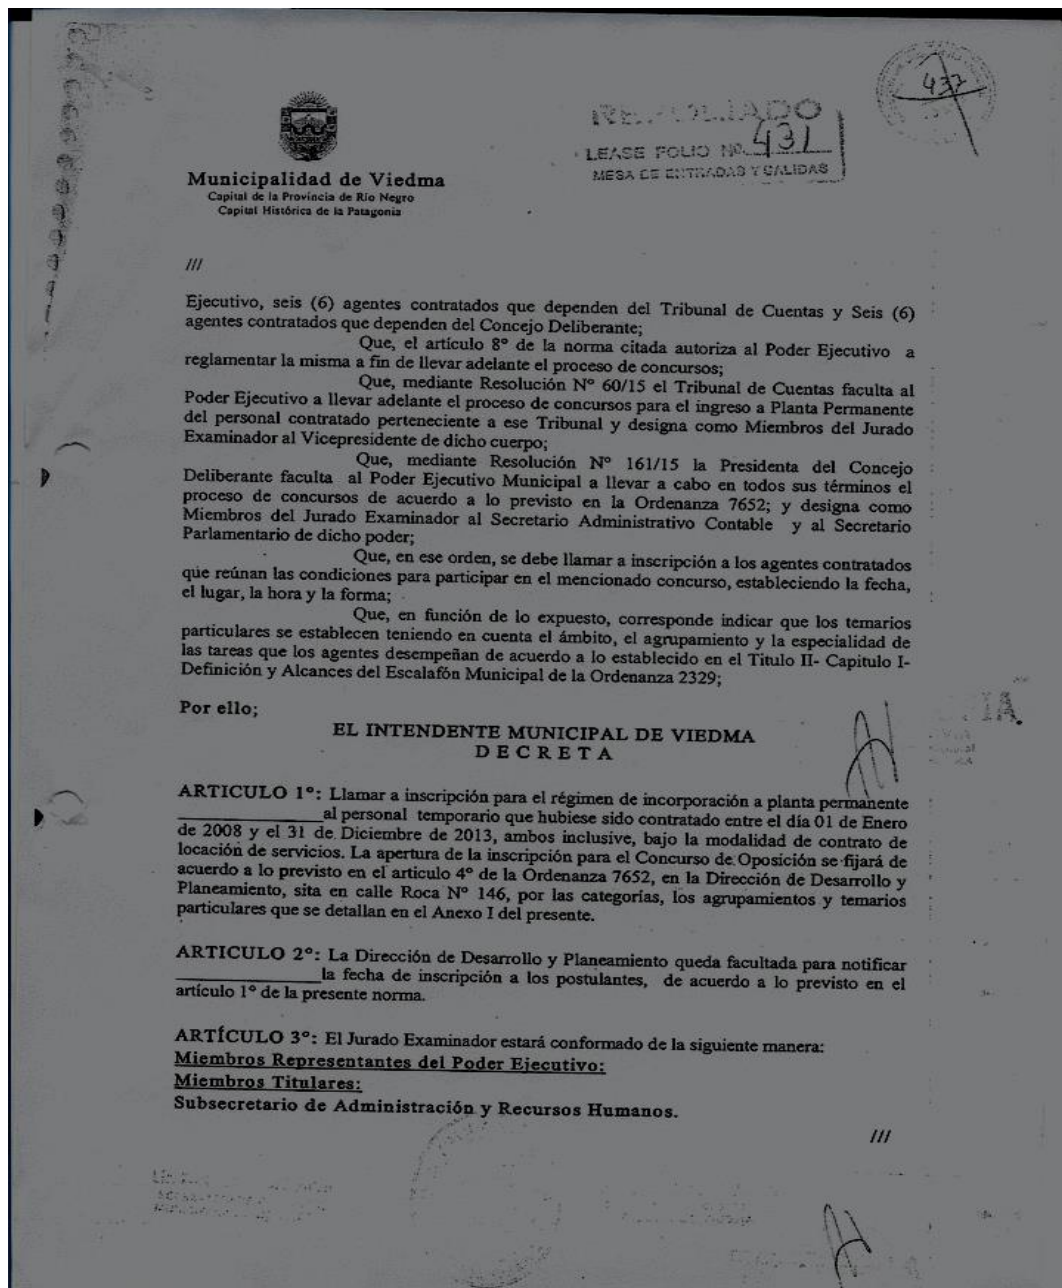 437
REFOLIADO
LEASE FOLIO Nº 431
MESA DE ENTRADAS Y SALIDAS
Municipalidad de Viedma
Capital de la Provincia de Río Negro
Capital Histórica de la Patagonia
///
Ejecutivo, seis (6) agentes contratados que dependen del Tribunal de Cuentas y Seis (6)
agentes contratados que dependen del Concejo Deliberante;
Que, el artículo 8º de la norma citada autoriza al Poder Ejecutivo a
reglamentar la misma a fin de llevar adelante el proceso de concursos;
Que, mediante Resolución Nº 60/15 el Tribunal de Cuentas faculta al
Poder Ejecutivo a llevar adelante el proceso de concursos para el ingreso a Planta Permanente
del personal contratado perteneciente a ese Tribunal y designa como Miembros del Jurado
Examinador al Vicepresidente de dicho cuerpo;
Que, mediante Resolución Nº 161/15 la Presidenta del Concejo
Deliberante faculta al Poder Ejecutivo Municipal a llevar a cabo en todos sus términos el
proceso de concursos de acuerdo a lo previsto en la Ordenanza 7652; y designa como
Miembros del Jurado Examinador al Secretario Administrativo Contable y al Secretario
Parlamentario de dicho poder;
Que, en ese orden, se debe llamar a inscripción a los agentes contratados
que reúnan las condiciones para participar en el mencionado concurso, estableciendo la fecha,
el lugar, la hora y la forma;
Que, en función de lo expuesto, corresponde indicar que los temarios
particulares se establecen teniendo en cuenta el ámbito, el agrupamiento y la especialidad de
las tareas que los agentes desempeñan de acuerdo a lo establecido en el Titulo II- Capitulo I-
Definición y Alcances del Escalafón Municipal de la Ordenanza 2329;
Por ello;
EL INTENDENTE MUNICIPAL DE VIEDMA
D E C R E T A
ARTICULO 1º: Llamar a inscripción para el régimen de incorporación a planta permanente
_____________al personal temporario que hubiese sido contratado entre el día 01 de Enero
de 2008 y el 31 de Diciembre de 2013, ambos inclusive, bajo la modalidad de contrato de
locación de servicios. La apertura de la inscripción para el Concurso de Oposición se fijará de
acuerdo a lo previsto en el articulo 4º de la Ordenanza 7652, en la Dirección de Desarrollo y
Planeamiento, sita en calle Roca Nº 146, por las categorías, los agrupamientos y temarios
particulares que se detallan en el Anexo I del presente.
ARTICULO 2º: La Dirección de Desarrollo y Planeamiento queda facultada para notificar
_____________la fecha de inscripción a los postulantes, de acuerdo a lo previsto en el
artículo 1º de la presente norma.
ARTÍCULO 3º: El Jurado Examinador estará conformado de la siguiente manera:
Miembros Representantes del Poder Ejecutivo:
Miembros Titulares:
Subsecretario de Administración y Recursos Humanos.
///